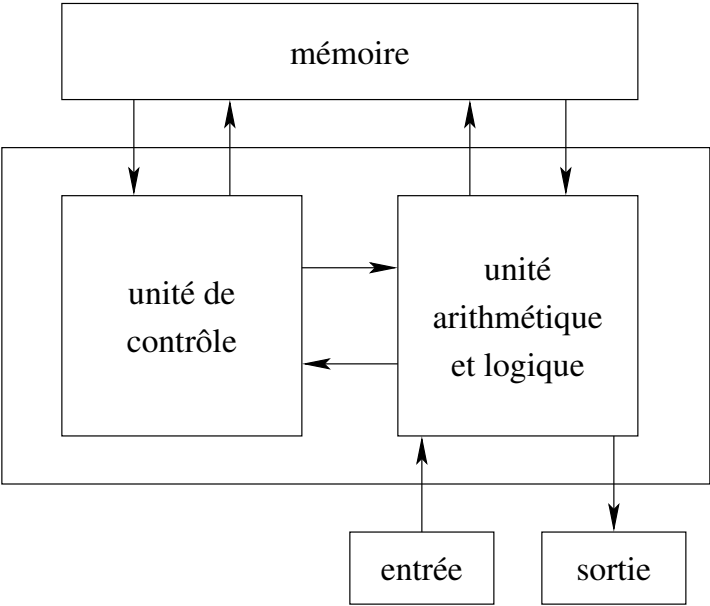 mémoire
unité de
contrôle
unité
arithmétique
et logique
entrée
sortie